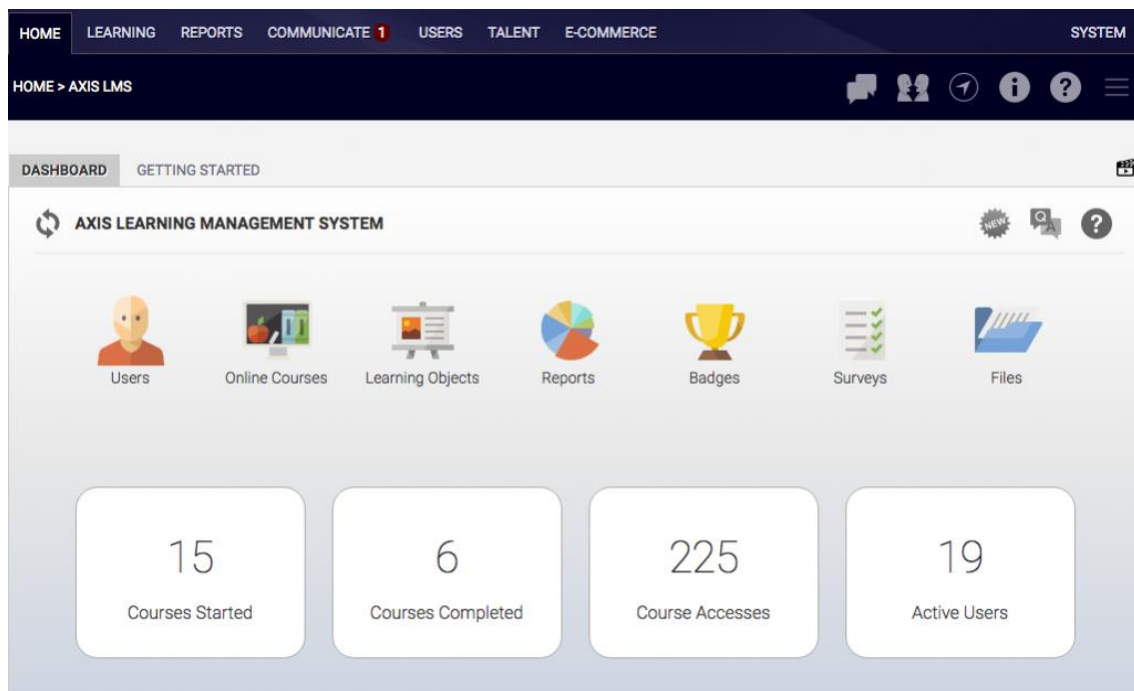 HOME LEARNING REPORTS COMMUNICATE 1 USERS TALENT E-COMMERCE SYSTEM
HOME > AXIS LMS
DASHBOARD GETTING STARTED
AXIS LEARNING MANAGEMENT SYSTEM NEW Q A
Users Online Courses Learning Objects Reports Badges Surveys Files
15 6 225 19
Courses Started Courses Completed Course Accesses Active Users